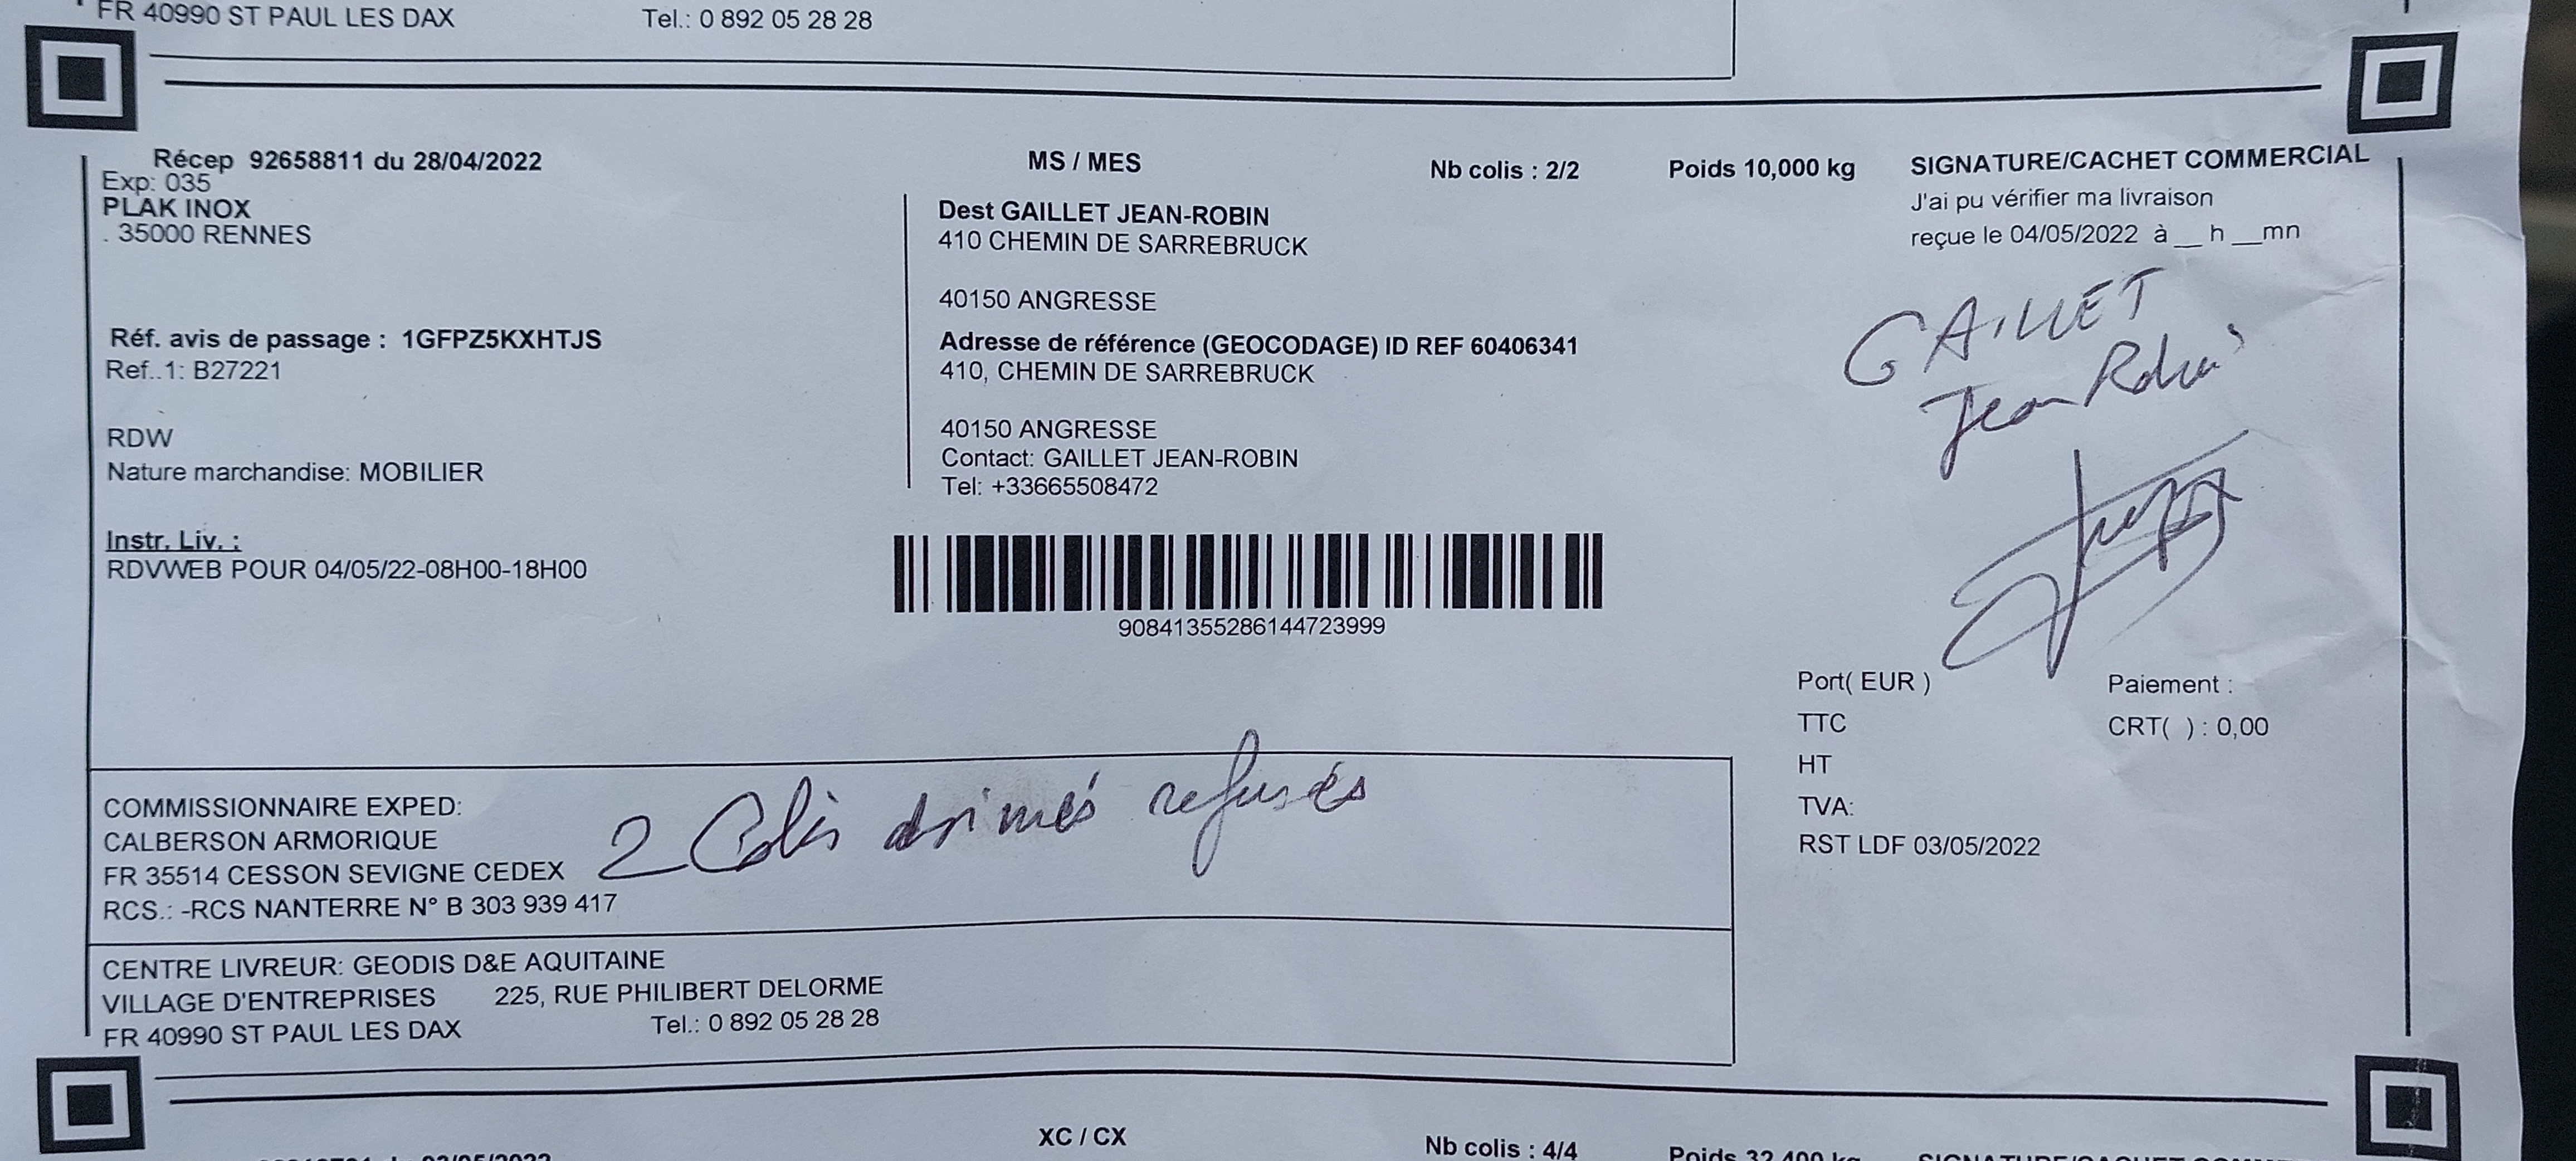 FR 40990 ST PAUL LES DAX Tel.: 0 892 05 28 28
Récep 92658811 du 28/04/2022
Exp: 035
PLAK INOX
. 35000 RENNES
Réf. avis de passage : 1GFPZ5KXHTJS
Ref..1: B27221
RDW
Nature marchandise: MOBILIER
Instr. Liv. :
RDVWEB POUR 04/05/22-08H00-18H00
MS / MES
Nb colis : 2/2
Poids 10,000 kg
Dest GAILLET JEAN-ROBIN
410 CHEMIN DE SARREBRUCK
40150 ANGRESSE
Adresse de référence (GEOCODAGE) ID REF 60406341
410, CHEMIN DE SARREBRUCK
40150 ANGRESSE
Contact: GAILLET JEAN-ROBIN
Tel: +33665508472
90841355286144723999
SIGNATURE/CACHET COMMERCIAL
J'ai pu vérifier ma livraison
reçue le 04/05/2022 à __ h __mn
GAILLET
Jean Robin
Port( EUR ) Paiement :
TTC CRT( ) : 0,00
HT
TVA:
RST LDF 03/05/2022
COMMISSIONNAIRE EXPED:
CALBERSON ARMORIQUE
FR 35514 CESSON SEVIGNE CEDEX
RCS.: -RCS NANTERRE N° B 303 939 417
2 Colis abimés refusés
CENTRE LIVREUR: GEODIS D&E AQUITAINE
VILLAGE D'ENTREPRISES 225, RUE PHILIBERT DELORME
FR 40990 ST PAUL LES DAX Tel.: 0 892 05 28 28
XC / CX
Nb colis : 4/4
Poids 32,400 kg